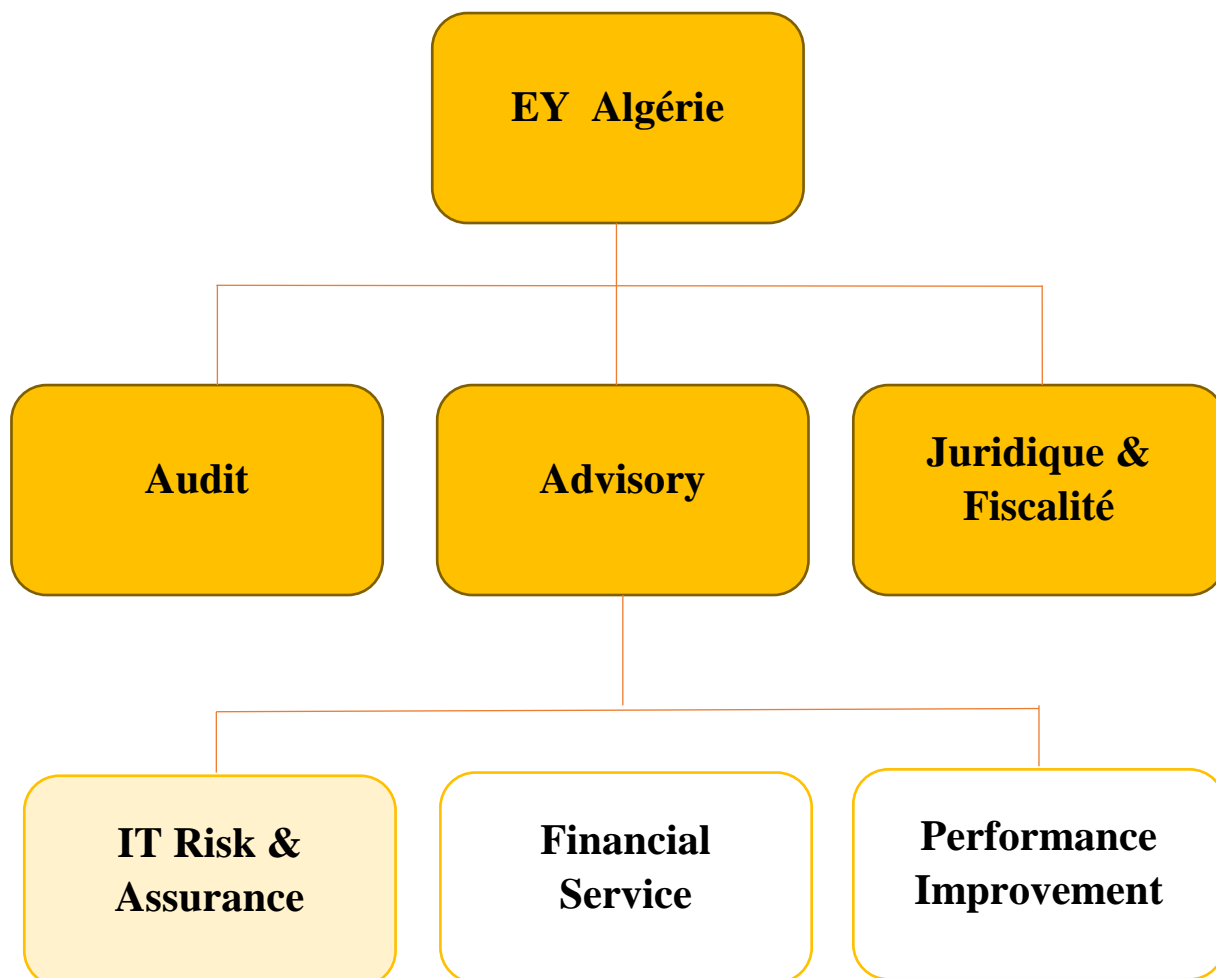 EY Algérie
Audit
Advisory
Juridique &
Fiscalité
IT Risk &
Assurance
Financial
Service
Performance
Improvement